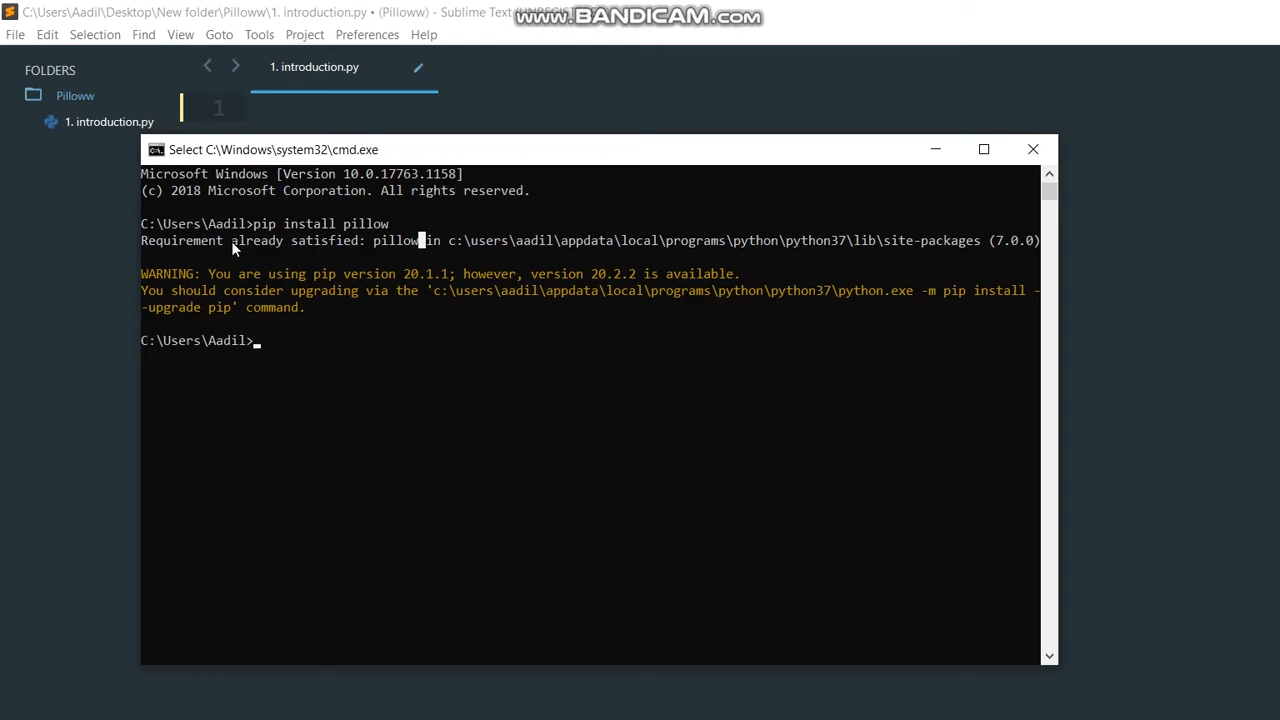 C:\Users\Aadil\Desktop\New folder\Pilloww\1. introduction.py • (Pilloww) - Sublime Text (UNREGIST
www.BANDICAM.com
File Edit Selection Find View Goto Tools Project Preferences Help
FOLDERS
1. introduction.py
Pilloww
1
1. introduction.py
Select C:\Windows\system32\cmd.exe
Microsoft Windows [Version 10.0.17763.1158]
(c) 2018 Microsoft Corporation. All rights reserved.
C:\Users\Aadil>pip install pillow
Requirement already satisfied: pillow in c:\users\aadil\appdata\local\programs\python\python37\lib\site-packages (7.0.0)
WARNING: You are using pip version 20.1.1; however, version 20.2.2 is available.
You should consider upgrading via the 'c:\users\aadil\appdata\local\programs\python\python37\python.exe -m pip install -
-upgrade pip' command.
C:\Users\Aadil>